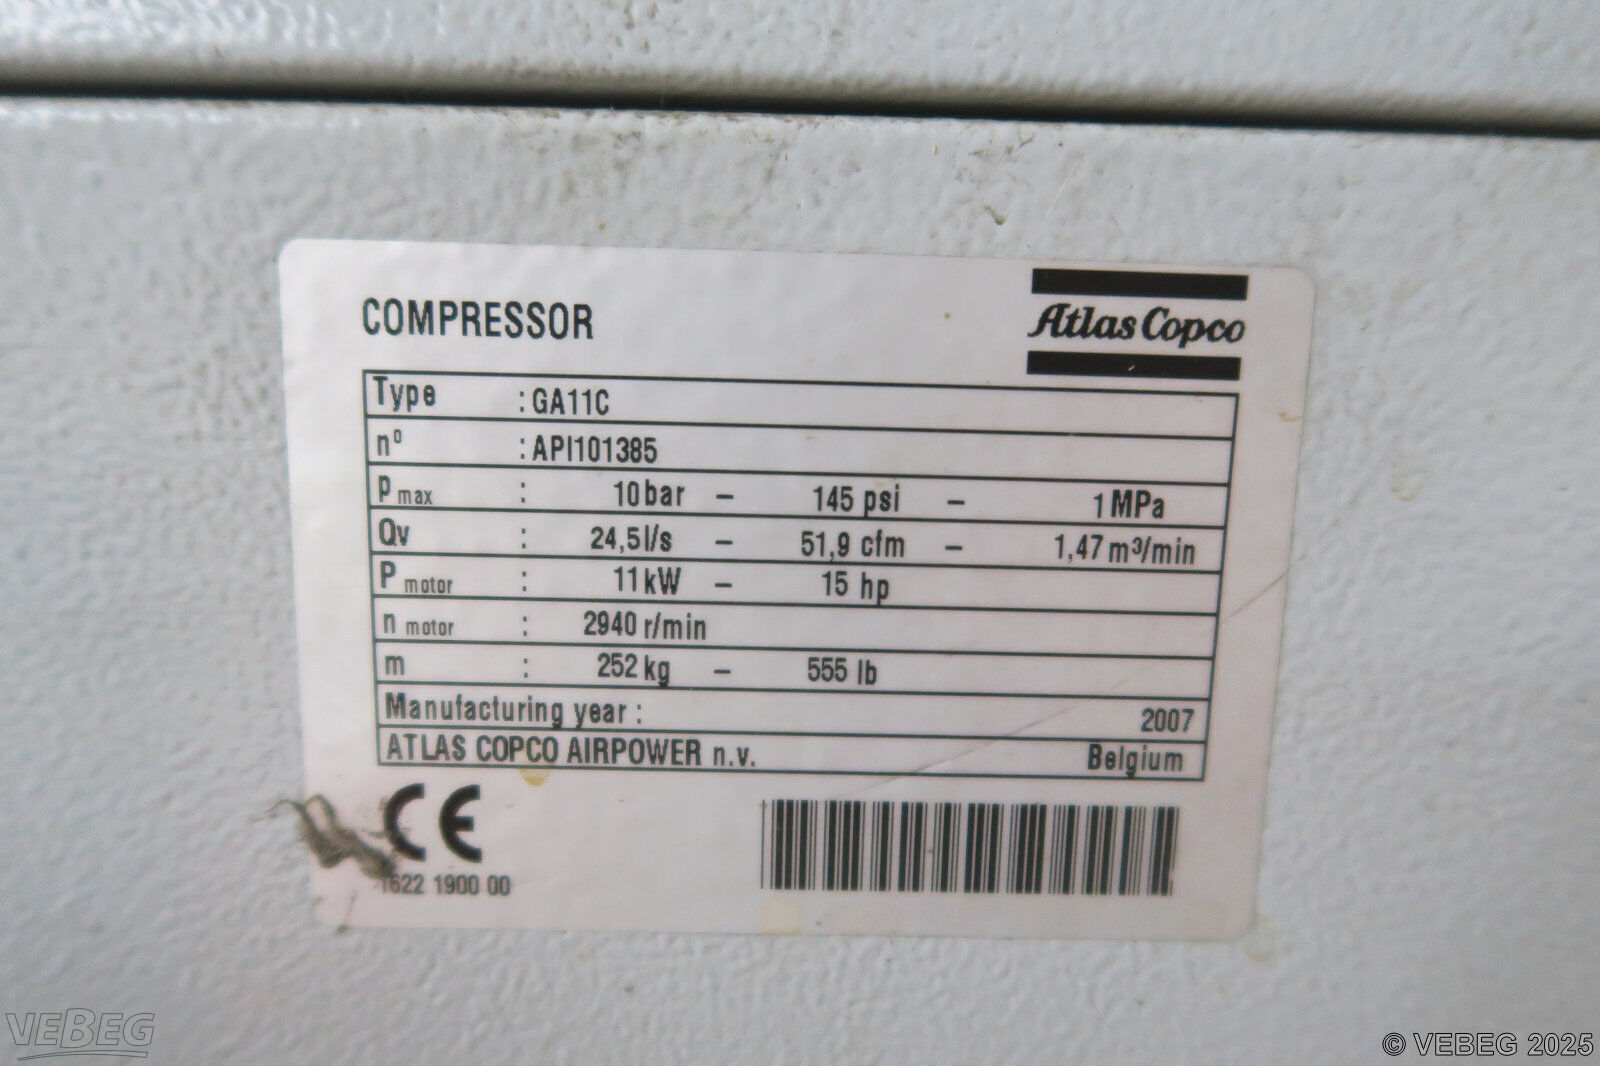 COMPRESSOR
Atlas Copco
Type : GA11C
nº : API101385
p max : 10 bar – 145 psi – 1 MPa
Qv : 24,5 l/s – 51,9 cfm – 1,47 m³/min
P motor : 11 kW – 15 hp
n motor : 2940 r/min
m : 252 kg – 555 lb
Manufacturing year : 2007
ATLAS COPCO AIRPOWER n.v. Belgium
CE
1622 1900 00
VEBEG
© VEBEG 2025